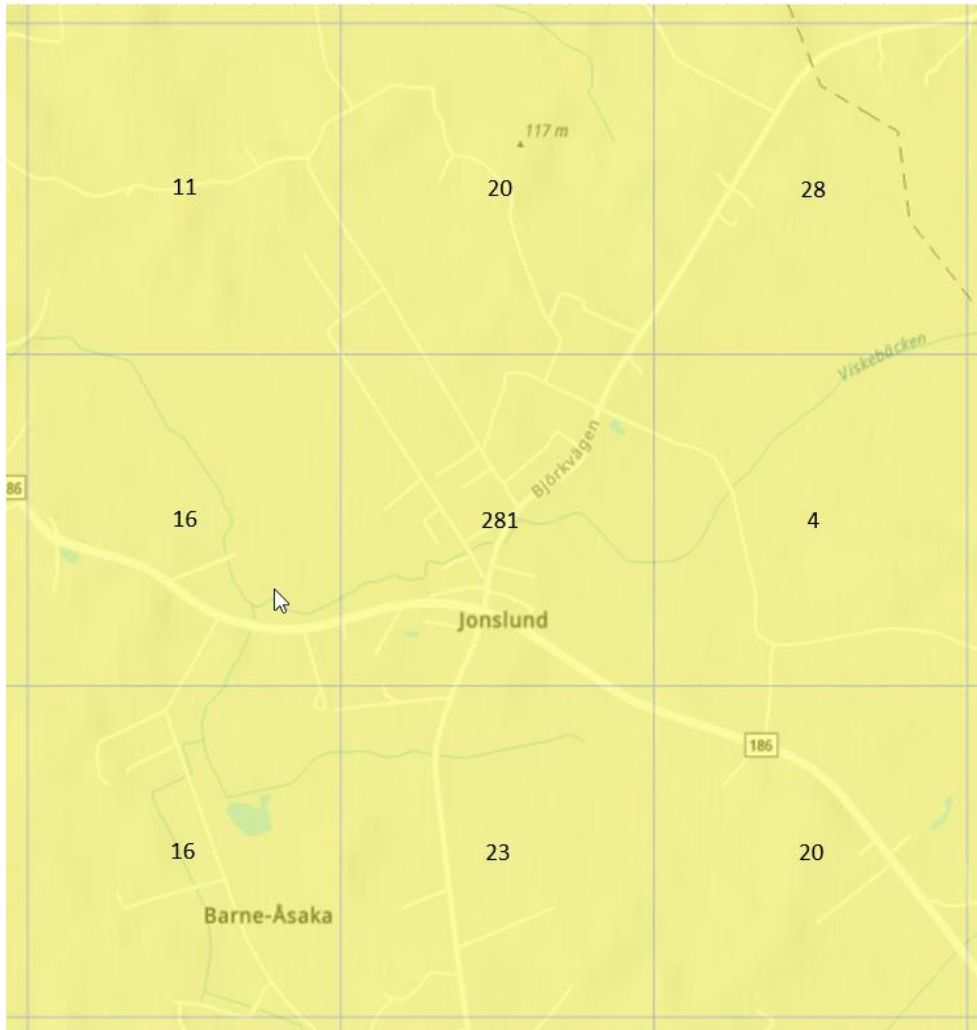 117 m
11
20
28
Viskebäcken
86
Björkvägen
16
281
4
Jonslund
186
16
23
20
Barne-Åsaka